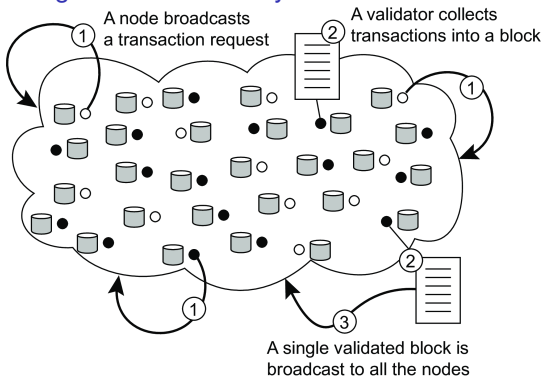 A node broadcasts
a transaction request
1
A validator collects
transactions into a block
2
1
1
2
3
A single validated block is
broadcast to all the nodes